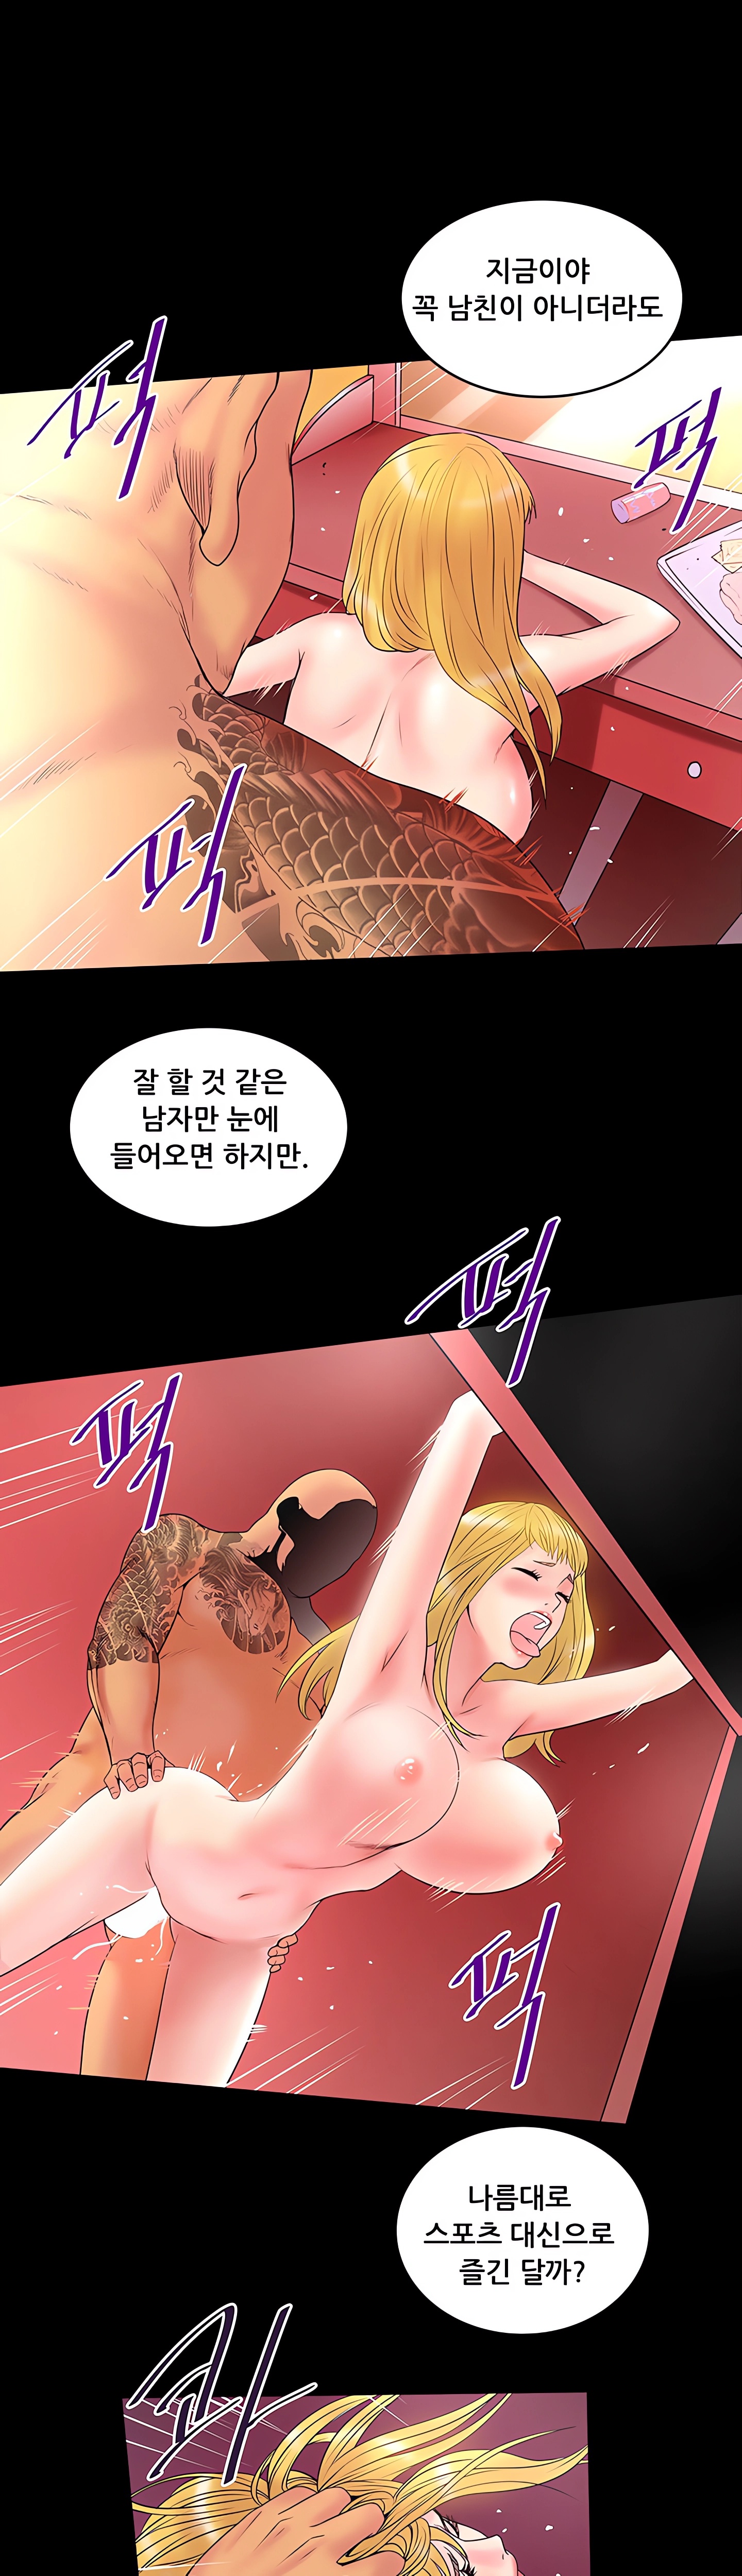 지금이야
꼭 남친이 아니더라도
퍽
퍽
퍽
잘 할 것 같은
남자만 눈에
들어오면 하지만.
퍽
퍽
퍽
나름대로
스포츠 대신으로
즐긴 달까?
콱